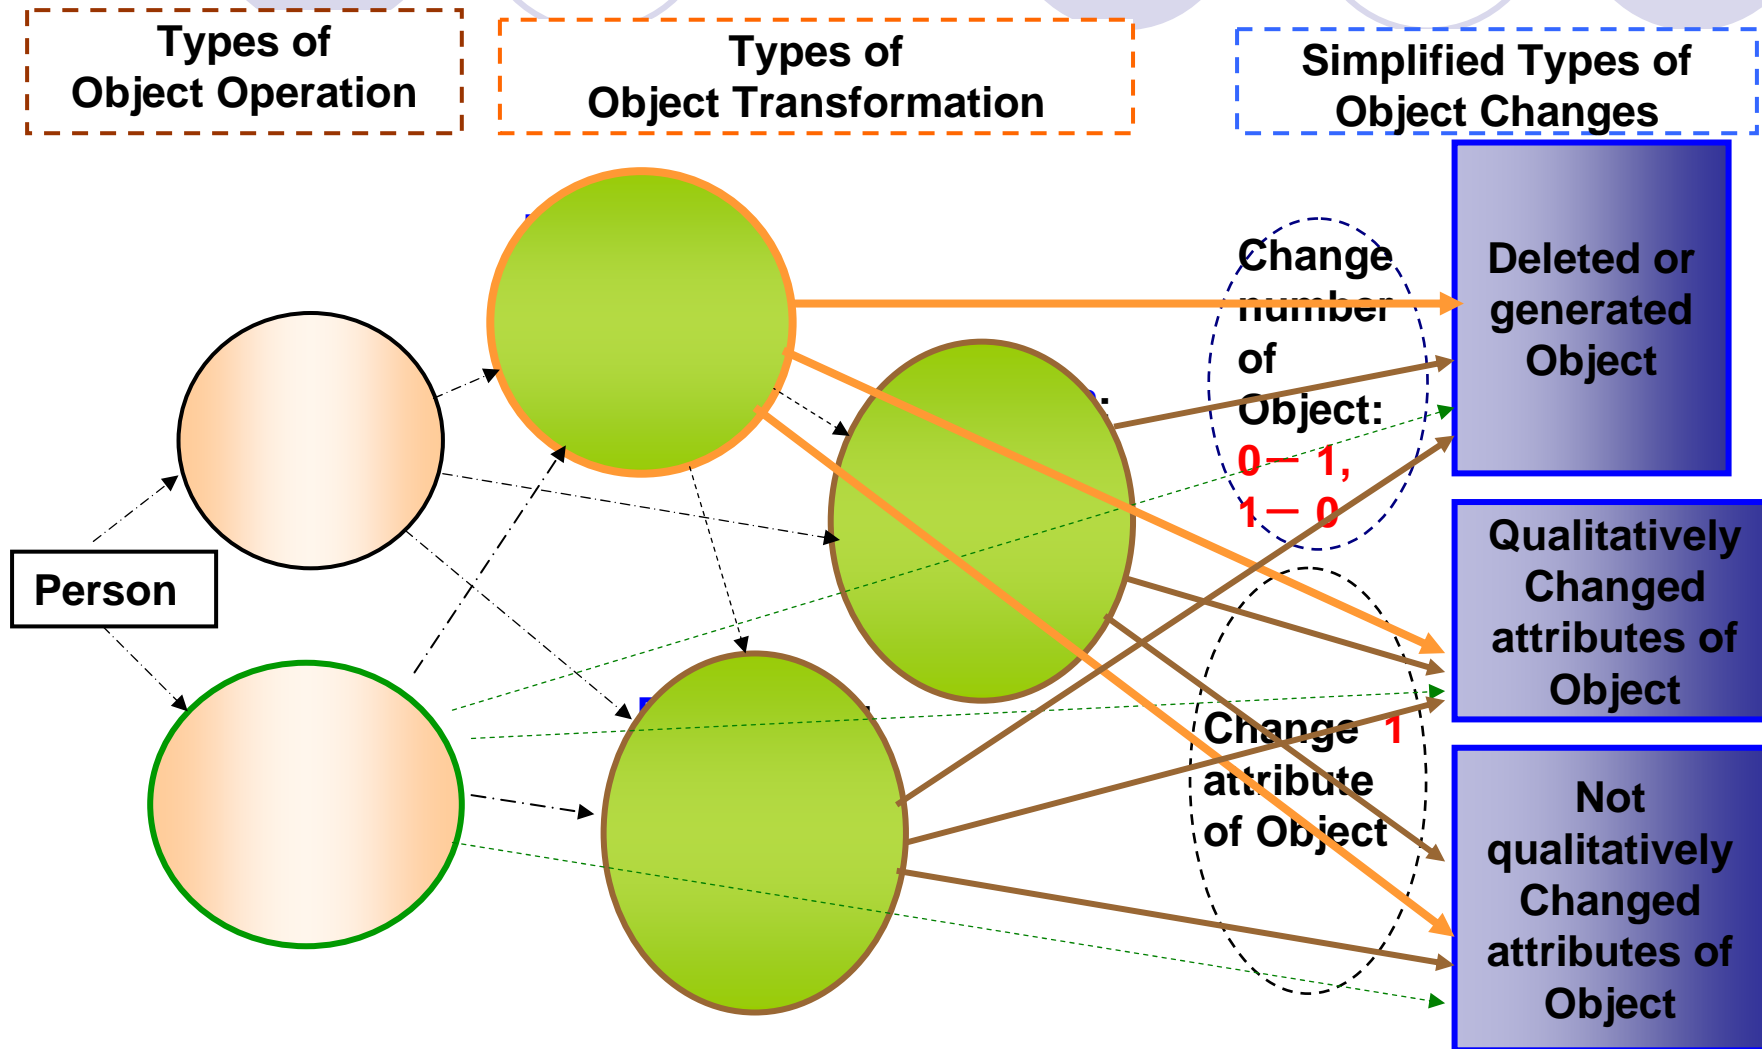 Types of
Object Operation
Types of
Object Transformation
Simplified Types of
Object Changes
Change
number
of
Object:
0— 1,
1— 0
Deleted or
generated
Object
Person
Qualitatively
Changed
attributes of
Object
Change 1
attribute
of Object
Not
qualitatively
Changed
attributes of
Object